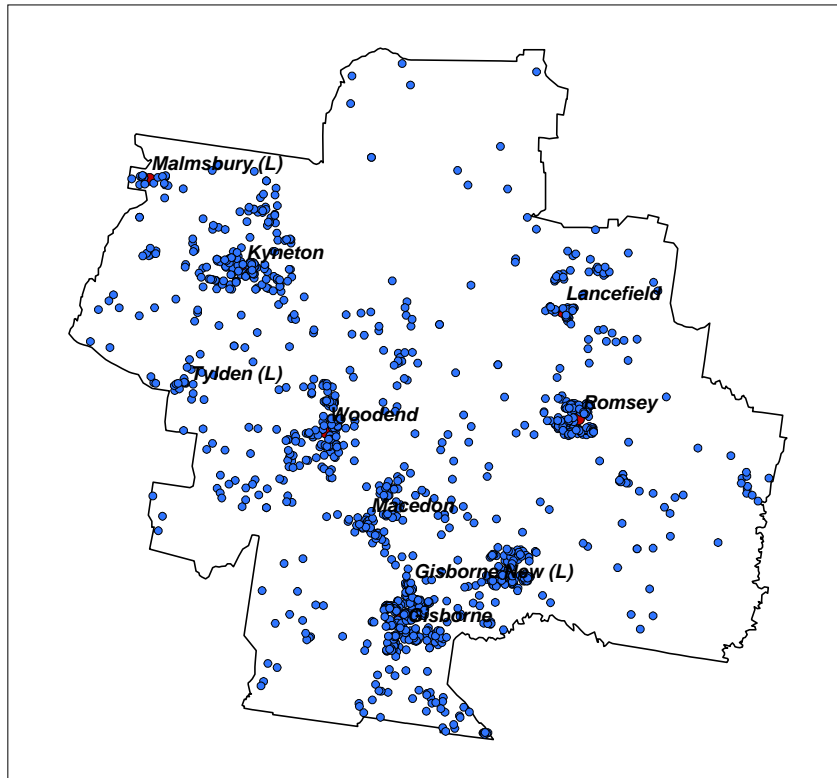 Malmsbury (L)
Kyneton
Lancefield
Tylden (L)
Woodend
Romsey
Macedon
Gisborne New (L)
Gisborne